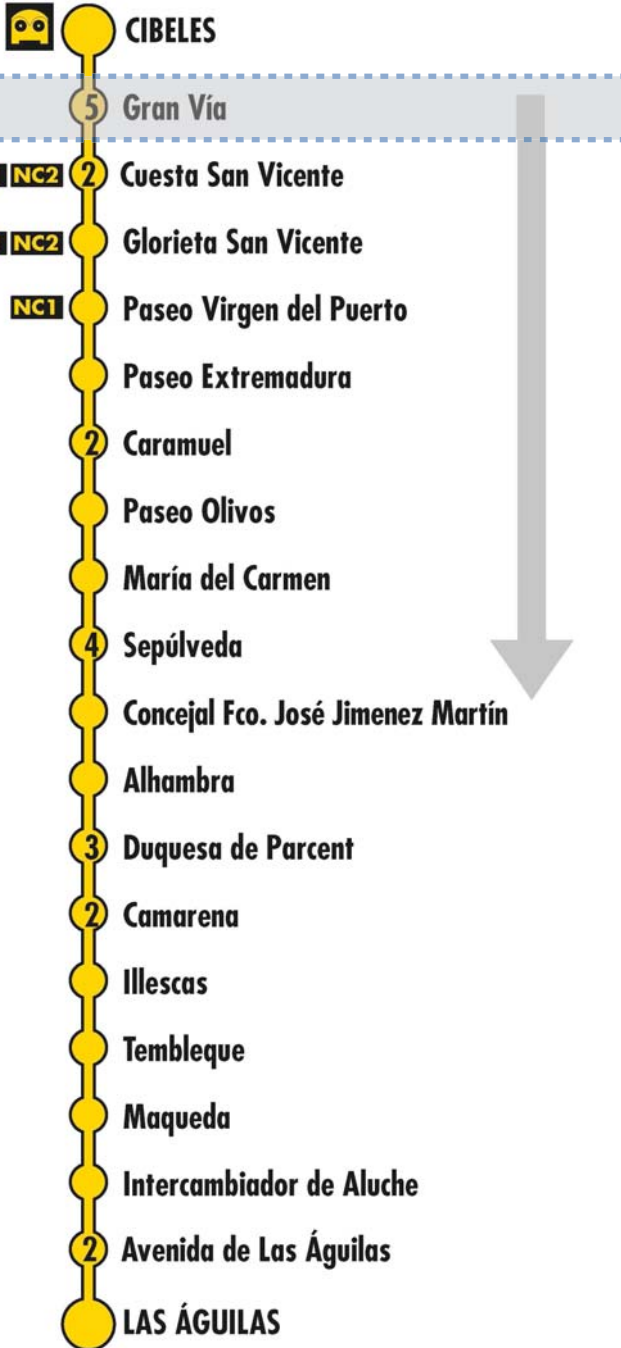 CIBELES
5 Gran Vía
NC2 2 Cuesta San Vicente
NC2 Glorieta San Vicente
NC1 Paseo Virgen del Puerto
Paseo Extremadura
2 Caramuel
Paseo Olivos
María del Carmen
4 Sepúlveda
Concejal Fco. José Jimenez Martín
Alhambra
3 Duquesa de Parcent
2 Camarena
Illescas
Tembleque
Maqueda
Intercambiador de Aluche
2 Avenida de Las Águilas
LAS ÁGUILAS